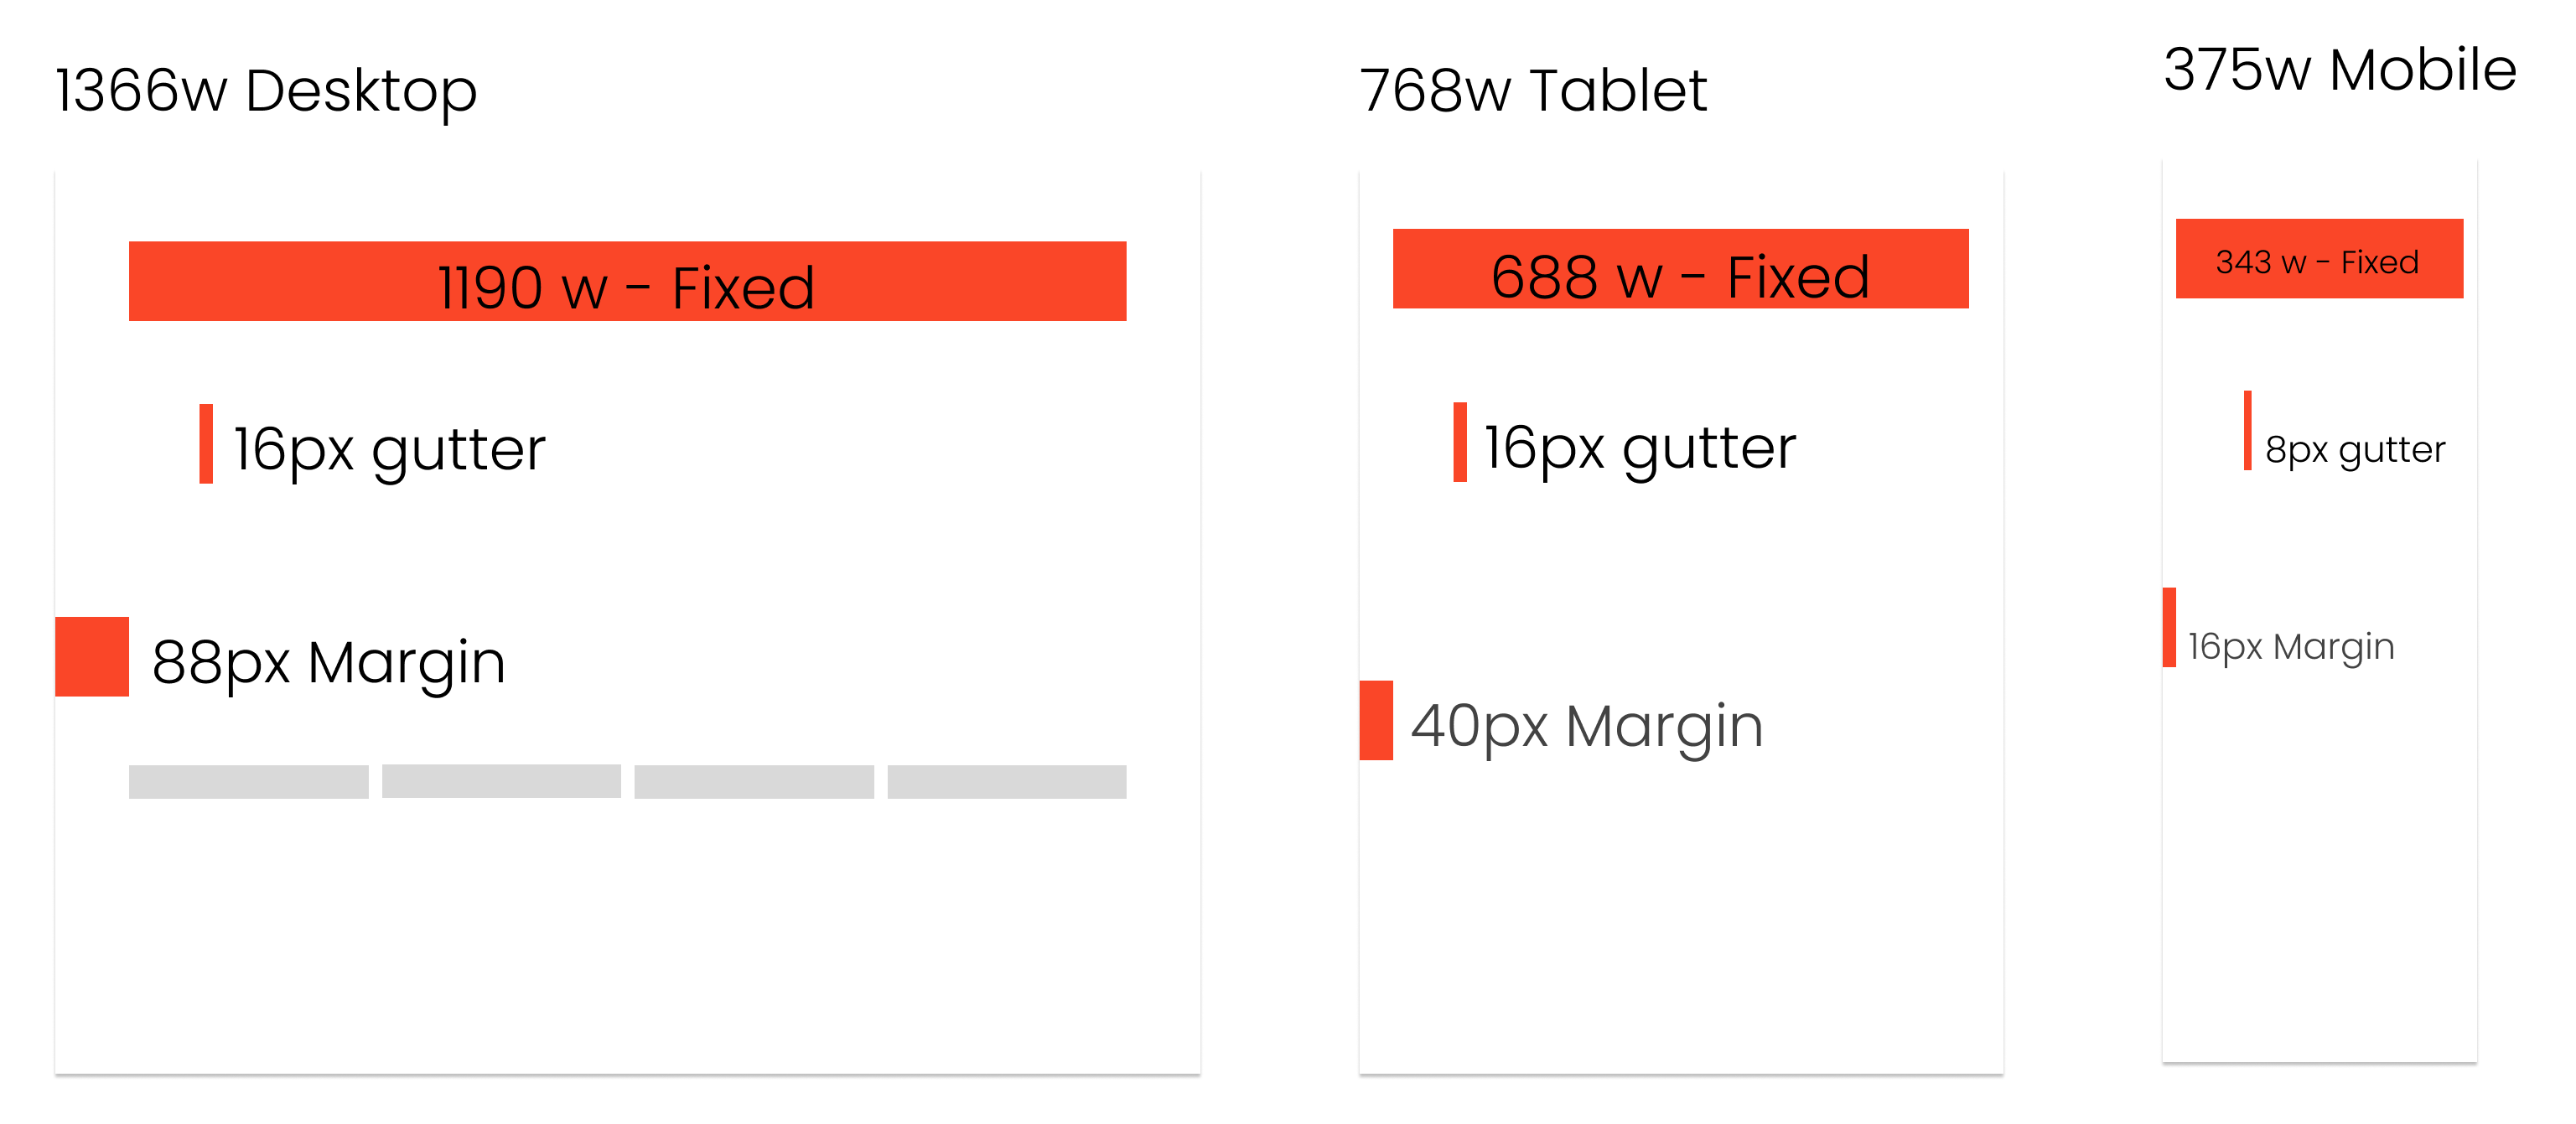 1366w Desktop
1190 w - Fixed
16px gutter
88px Margin
768w Tablet
688 w - Fixed
16px gutter
40px Margin
375w Mobile
343 w - Fixed
8px gutter
16px Margin